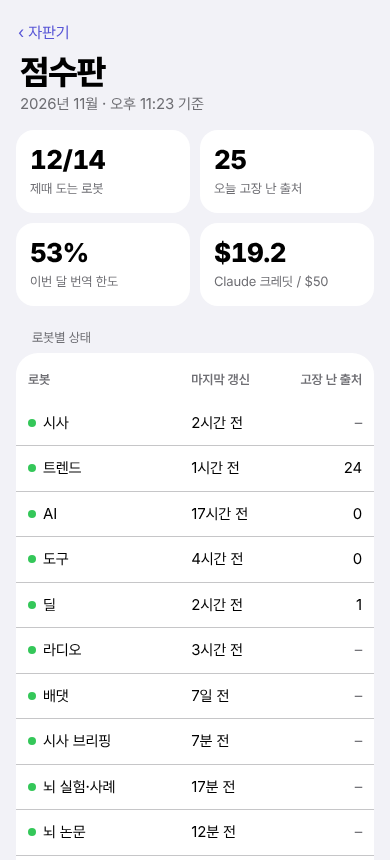 ‹ 자판기
점수판
2026년 11월 · 오후 11:23 기준
12/14
제때 도는 로봇
25
오늘 고장 난 출처
53%
이번 달 번역 한도
$19.2
Claude 크레딧 / $50
로봇별 상태
로봇 마지막 갱신 고장 난 출처
시사 2시간 전 –
트렌드 1시간 전 24
AI 17시간 전 0
도구 4시간 전 0
딜 2시간 전 1
라디오 3시간 전 –
배댓 7일 전 –
시사 브리핑 7분 전 –
뇌 실험·사례 17분 전 –
뇌 논문 12분 전 –